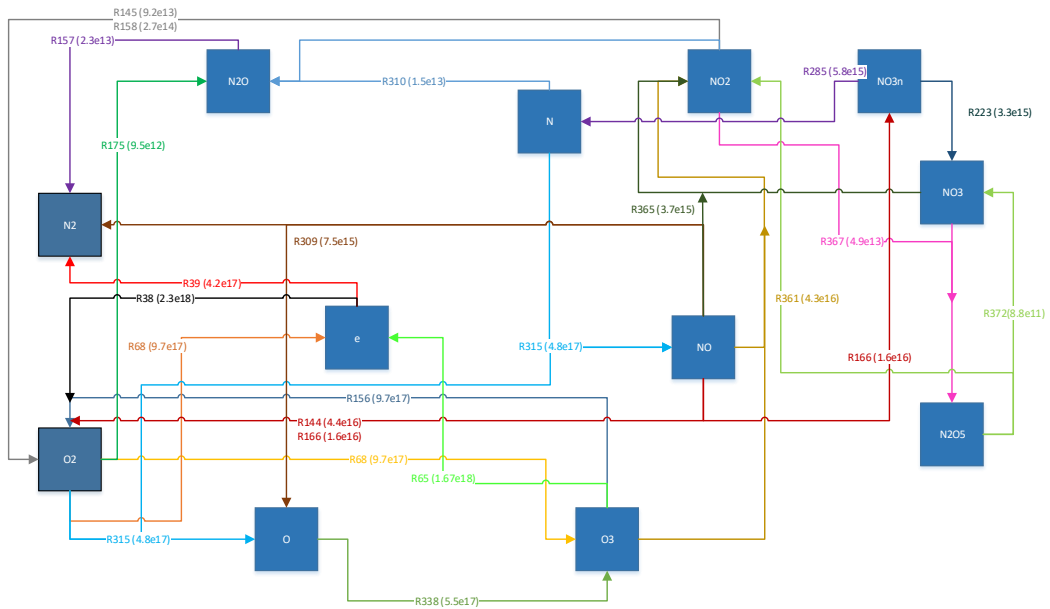 R145 (9.2e13)
R158 (2.7e14)
R157 (2.3e13)
N2O
R310 (1.5e13)
NO2
R285 (5.8e15)
NO3n
R223 (3.3e15)
N
R175 (9.5e12)
NO3
N2
R365 (3.7e15)
R309 (7.5e15)
R367 (4.9e13)
R39 (4.2e17)
R38 (2.3e18)
R361 (4.3e16)
R372(8.8e11)
e
R68 (9.7e17)
R315 (4.8e17)
NO
R166 (1.6e16)
R156 (9.7e17)
R144 (4.4e16)
R166 (1.6e16)
N2O5
O2
R68 (9.7e17)
R65 (1.67e18)
R315 (4.8e17)
O
O3
R338 (5.5e17)